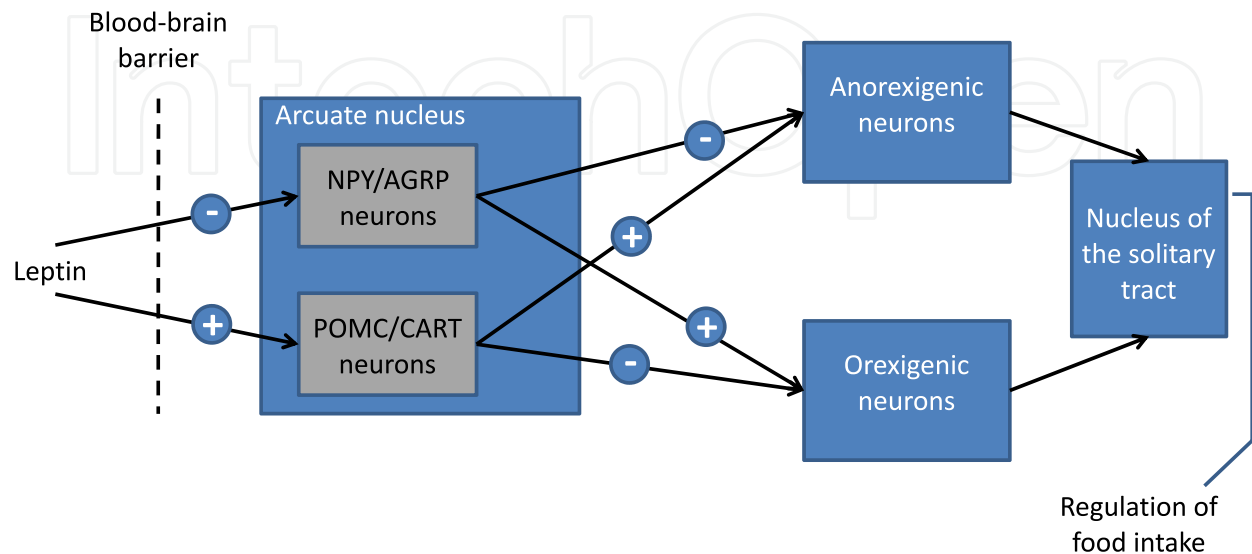 IntechOpen
Blood-brain
barrier
Arcuate nucleus
NPY/AGRP
neurons
POMC/CART
neurons
Leptin
-
+
-
+
+
-
Anorexigenic
neurons
Orexigenic
neurons
Nucleus of
the solitary
tract
Regulation of
food intake